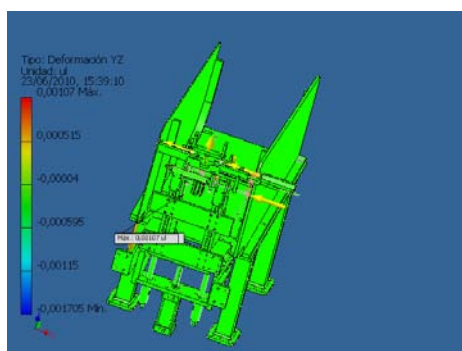 Tipo: Deformación YZ
Unidad: ul
23/06/2010, 15:39:10
0,00107 Máx.
0,000515
-0,00004
-0,000595
-0,00115
-0,001705 Mín.
Máx.: 0,00107 ul